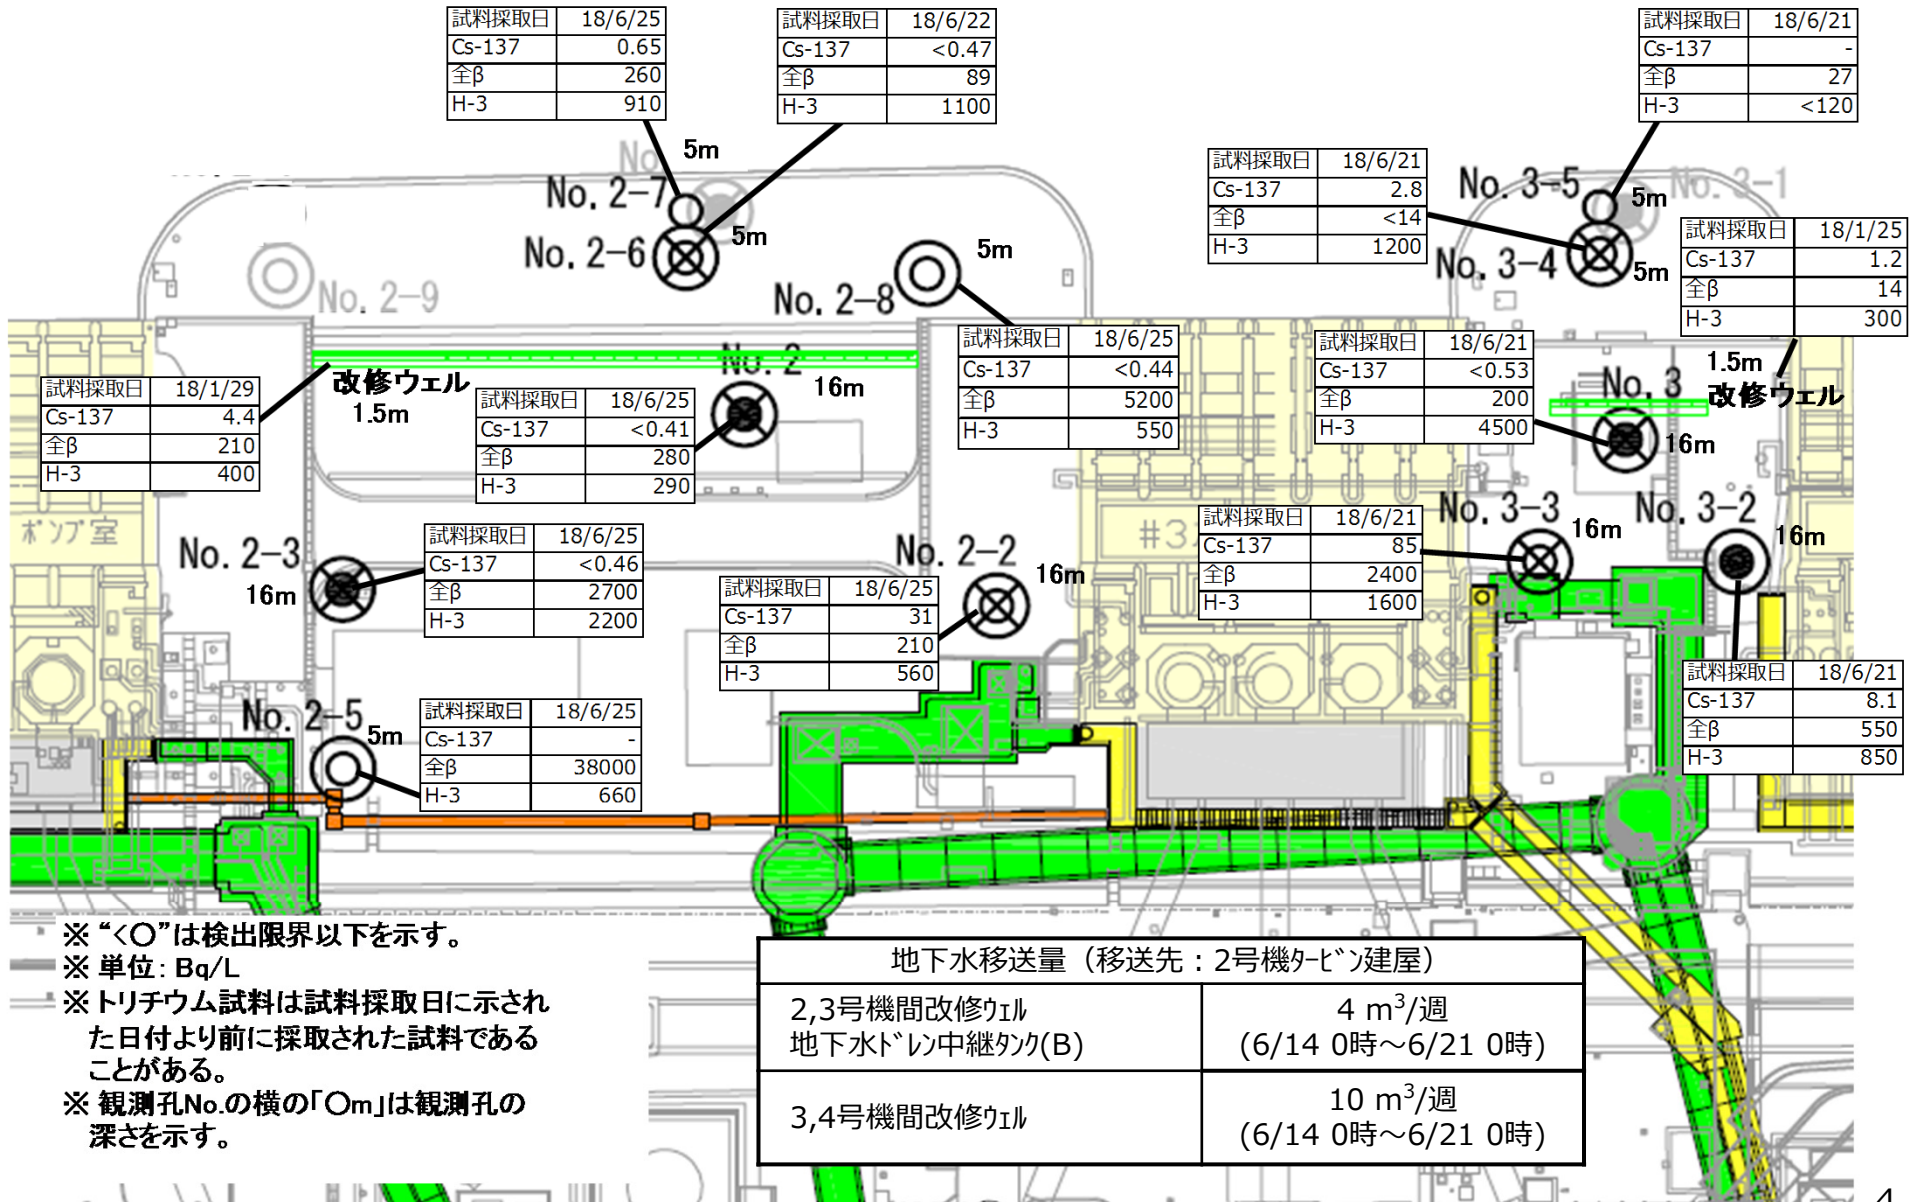 試料採取日 18/6/25
Cs-137 0.65
全β 260
H-3 910
試料採取日 18/6/22
Cs-137 <0.47
全β 89
H-3 1100
試料採取日 18/6/21
Cs-137 -
全β 27
H-3 <120
試料採取日 18/6/21
Cs-137 2.8
全β <14
H-3 1200
試料採取日 18/1/25
Cs-137 1.2
全β 14
H-3 300
No. 2-7
5m
No. 2-6
5m
No. 2-8
5m
No. 2-9
No. 3-5
5m
No. 3-1
No. 3-4
5m
試料採取日 18/1/29
Cs-137 4.4
全β 210
H-3 400
改修ウェル
1.5m
試料採取日 18/6/25
Cs-137 <0.41
全β 280
H-3 290
No. 2
16m
試料採取日 18/6/25
Cs-137 <0.44
全β 5200
H-3 550
試料採取日 18/6/21
Cs-137 <0.53
全β 200
H-3 4500
No. 3
16m
1.5m
改修ウェル
ポンプ室
No. 2-3
16m
試料採取日 18/6/25
Cs-137 <0.46
全β 2700
H-3 2200
No. 2-2
16m
試料採取日 18/6/25
Cs-137 31
全β 210
H-3 560
#3
試料採取日 18/6/21
Cs-137 85
全β 2400
H-3 1600
No. 3-3
16m
No. 3-2
16m
試料採取日 18/6/21
Cs-137 8.1
全β 550
H-3 850
No. 2-5
5m
試料採取日 18/6/25
Cs-137 -
全β 38000
H-3 660
※ “<〇”は検出限界以下を示す。
※ 単位: Bq/L
※ トリチウム試料は試料採取日に示され
た日付より前に採取された試料である
ことがある。
※ 観測孔No.の横の「〇m」は観測孔の
深さを示す。
地下水移送量（移送先：2号機ﾀｰﾋﾞﾝ建屋）
2,3号機間改修ｳｪﾙ 4 m³/週
地下水ﾄﾞﾚﾝ中継ﾀﾝｸ(B) (6/14 0時～6/21 0時)
3,4号機間改修ｳｪﾙ 10 m³/週
(6/14 0時～6/21 0時)
4